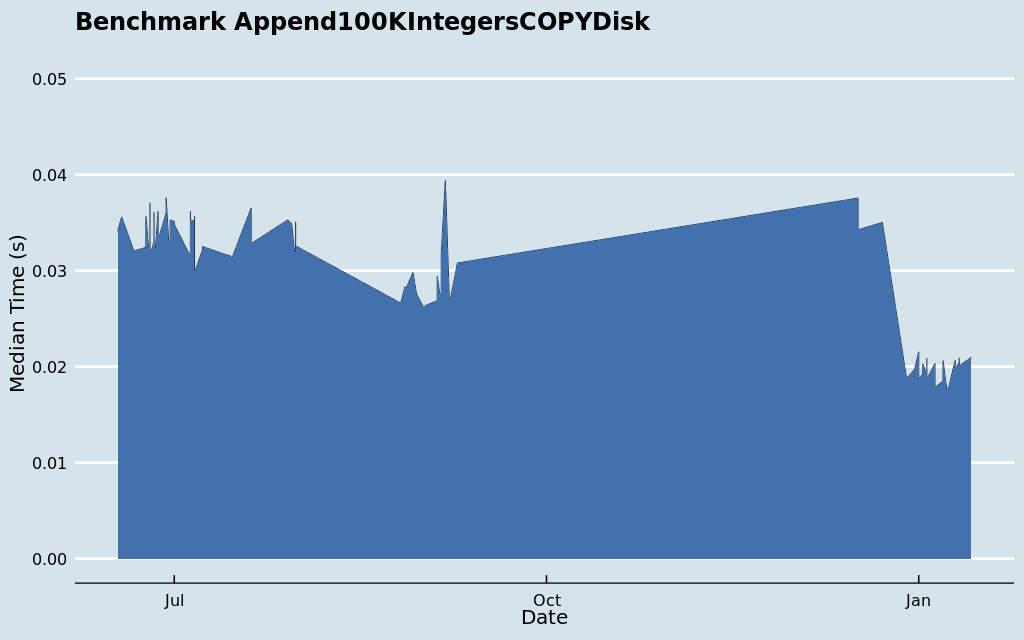 Benchmark Append100KIntegersCOPYDisk
0.05
0.04
0.03
0.02
0.01
0.00
Median Time (s)
Jul
Oct
Jan
Date